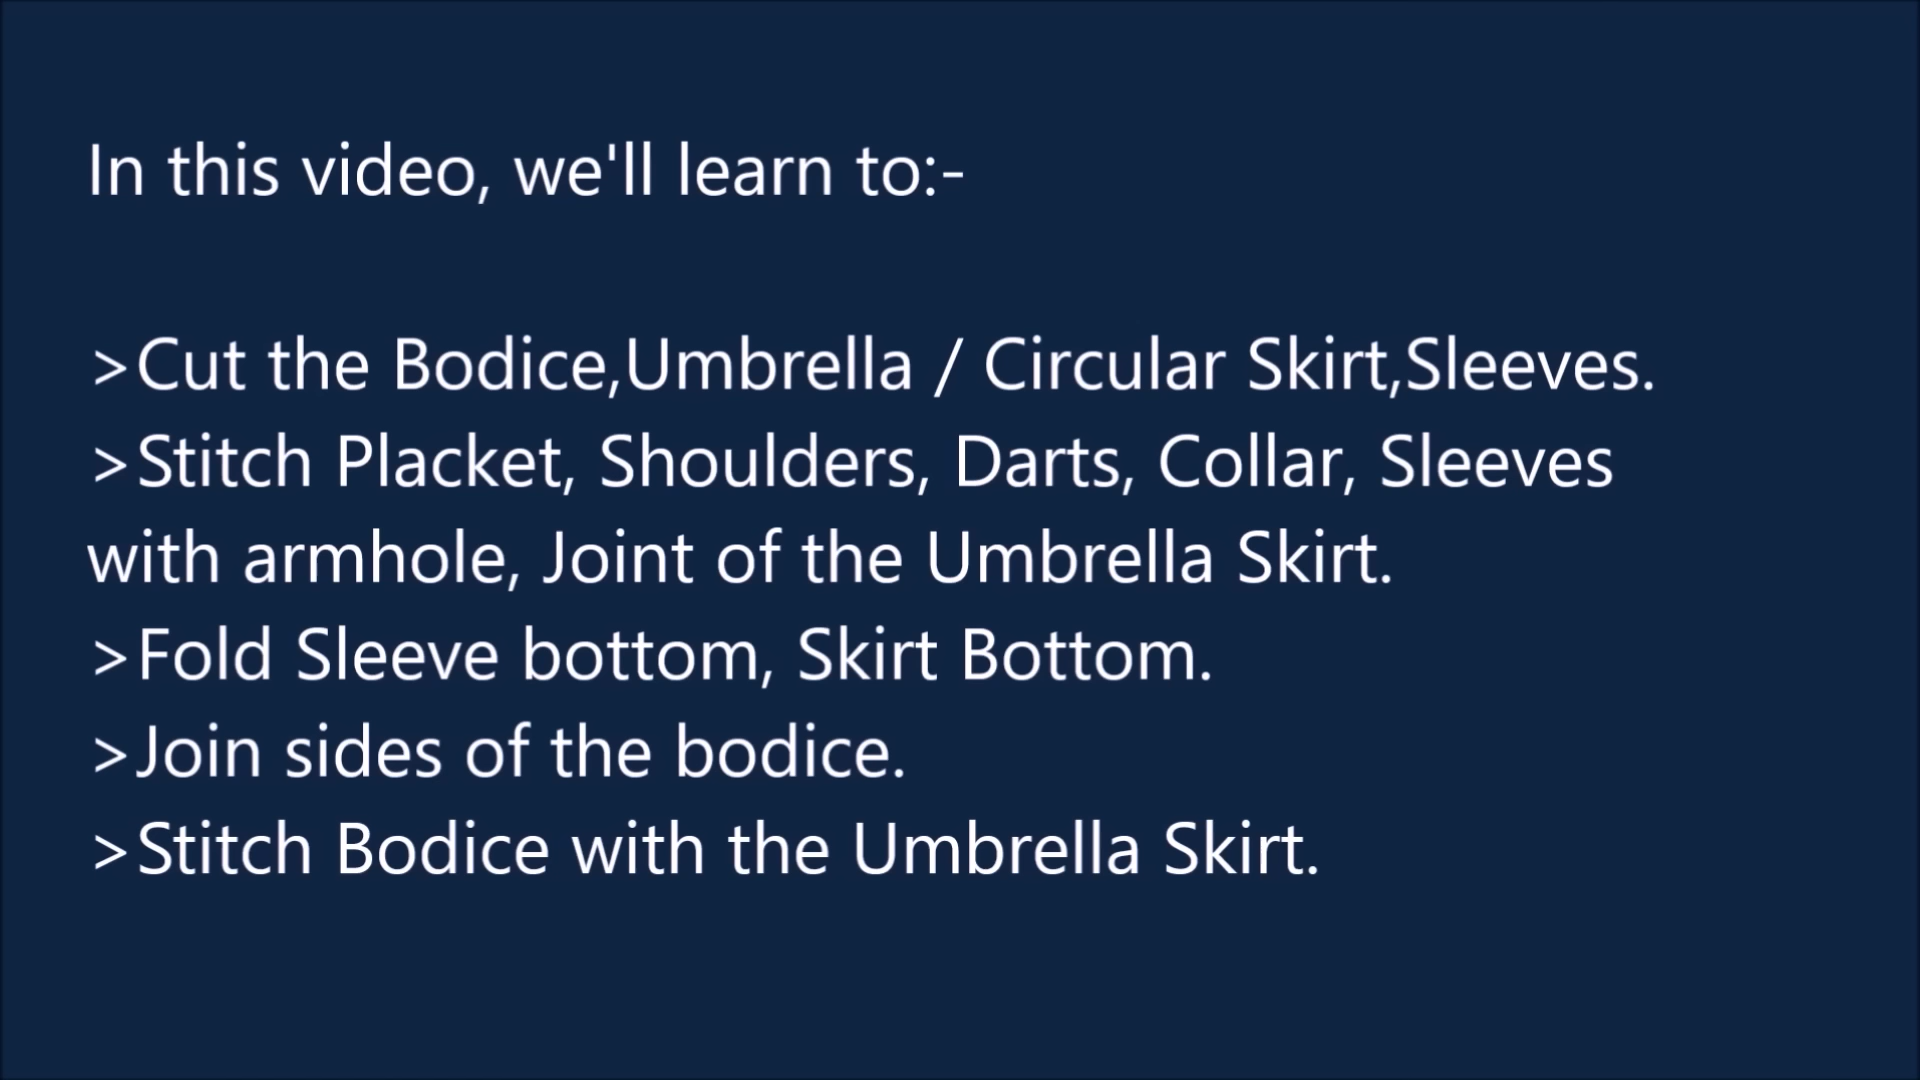 In this video, we'll learn to:-
>Cut the Bodice,Umbrella / Circular Skirt,Sleeves.
>Stitch Placket, Shoulders, Darts, Collar, Sleeves
with armhole, Joint of the Umbrella Skirt.
>Fold Sleeve bottom, Skirt Bottom.
>Join sides of the bodice.
>Stitch Bodice with the Umbrella Skirt.